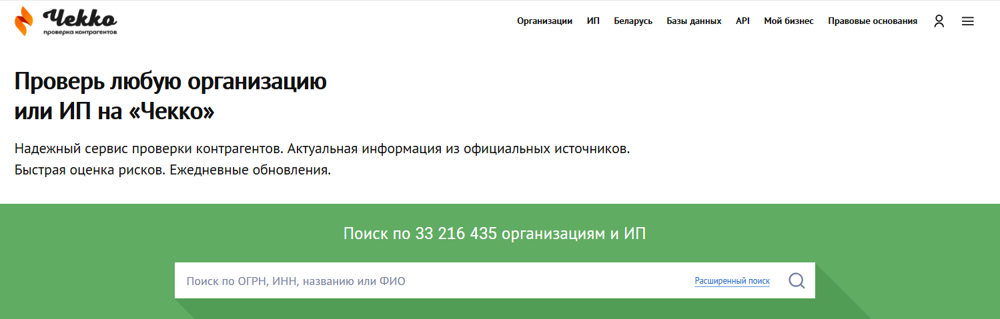 Чекко
проверка контрагентов
Организации ИП Беларусь Базы данных API Мой бизнес Правовые основания
Проверь любую организацию
или ИП на «Чекко»
Надежный сервис проверки контрагентов. Актуальная информация из официальных источников.
Быстрая оценка рисков. Ежедневные обновления.
Поиск по 33 216 435 организациям и ИП
Поиск по ОГРН, ИНН, названию или ФИО Расширенный поиск